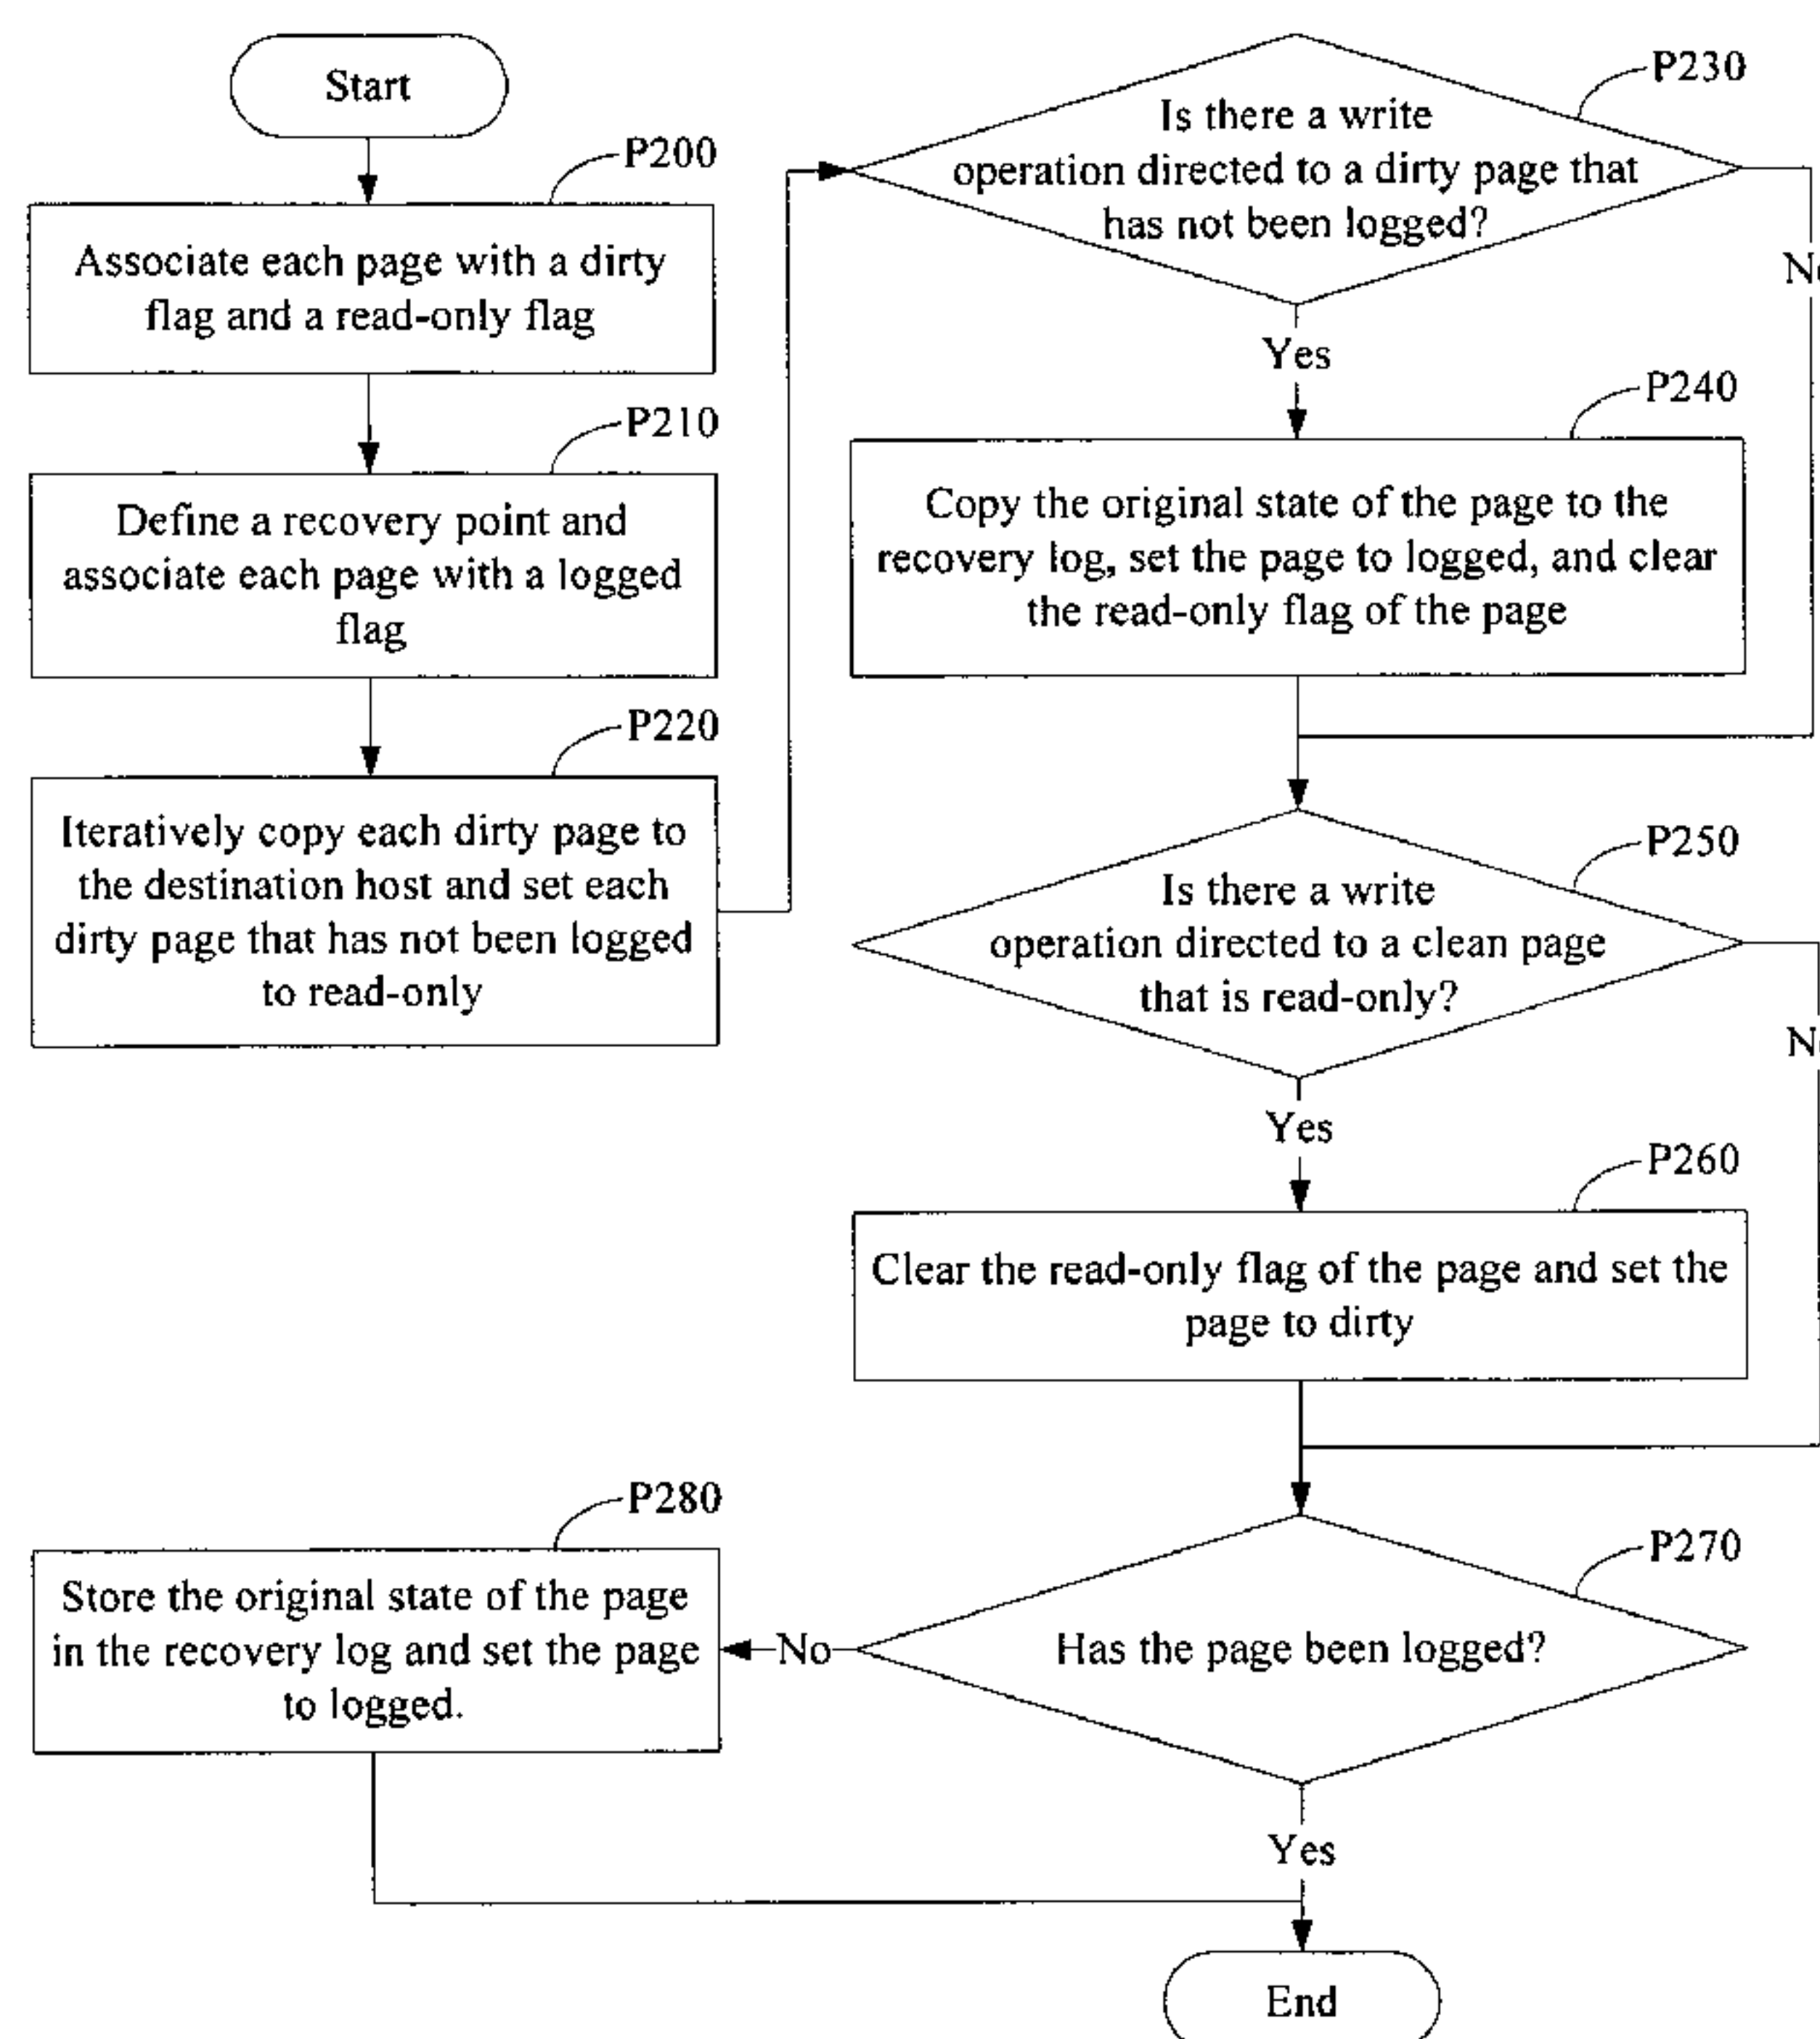 Start
P200
Associate each page with a dirty
flag and a read-only flag
P210
Define a recovery point and
associate each page with a logged
flag
P220
Iteratively copy each dirty page to
the destination host and set each
dirty page that has not been logged
to read-only
P230
Is there a write
operation directed to a dirty page that
has not been logged?
Yes
P240
Copy the original state of the page to the
recovery log, set the page to logged, and clear
the read-only flag of the page
P250
Is there a write
operation directed to a clean page
that is read-only?
Yes
P260
Clear the read-only flag of the page and set the
page to dirty
P270
Has the page been logged?
No
Yes
P280
Store the original state of the page
in the recovery log and set the page
to logged.
End